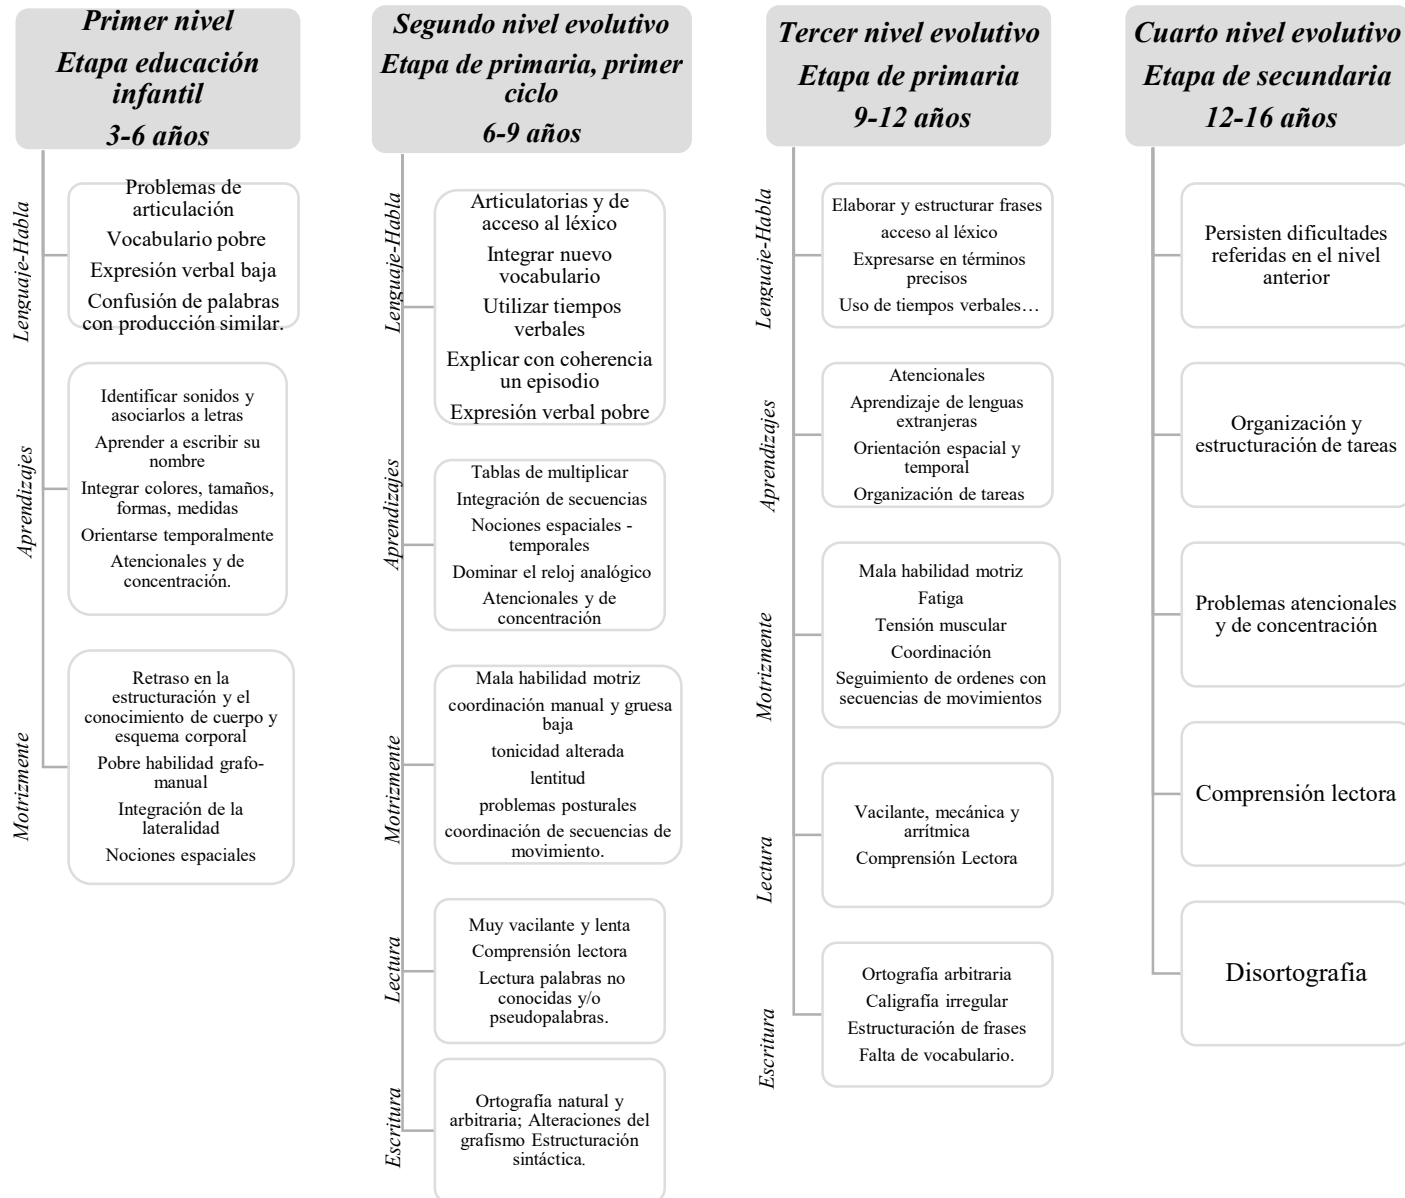 Primer nivel
Etapa educación
infantil
3-6 años
Lenguaje-Habla
Problemas de
articulación
Vocabulario pobre
Expresión verbal baja
Confusión de palabras
con producción similar.
Aprendizajes
Identificar sonidos y
asociarlos a letras
Aprender a escribir su
nombre
Integrar colores, tamaños,
formas, medidas
Orientarse temporalmente
Atencionales y de
concentración.
Motrizmente
Retraso en la
estructuración y el
conocimiento de cuerpo y
esquema corporal
Pobre habilidad grafo-
manual
Integración de la
lateralidad
Nociones espaciales
Segundo nivel evolutivo
Etapa de primaria, primer
ciclo
6-9 años
Lenguaje-Habla
Articulatorias y de
acceso al léxico
Integrar nuevo
vocabulario
Utilizar tiempos
verbales
Explicar con coherencia
un episodio
Expresión verbal pobre
Aprendizajes
Tablas de multiplicar
Integración de secuencias
Nociones espaciales -
temporales
Dominar el reloj analógico
Atencionales y de
concentración
Motrizmente
Mala habilidad motriz
coordinación manual y gruesa
baja
tonicidad alterada
lentitud
problemas posturales
coordinación de secuencias de
movimiento.
Lectura
Muy vacilante y lenta
Comprensión lectora
Lectura palabras no
conocidas y/o
pseudopalabras.
Escritura
Ortografía natural y
arbitraria; Alteraciones del
grafismo Estructuración
sintáctica.
Tercer nivel evolutivo
Etapa de primaria
9-12 años
Lenguaje-Habla
Elaborar y estructurar frases
acceso al léxico
Expresarse en términos
precisos
Uso de tiempos verbales…
Aprendizajes
Atencionales
Aprendizaje de lenguas
extranjeras
Orientación espacial y
temporal
Organización de tareas
Motrizmente
Mala habilidad motriz
Fatiga
Tensión muscular
Coordinación
Seguimiento de ordenes con
secuencias de movimientos
Lectura
Vacilante, mecánica y
arrítmica
Comprensión Lectora
Escritura
Ortografía arbitraria
Caligrafía irregular
Estructuración de frases
Falta de vocabulario.
Cuarto nivel evolutivo
Etapa de secundaria
12-16 años
Persisten dificultades
referidas en el nivel
anterior
Organización y
estructuración de tareas
Problemas atencionales
y de concentración
Comprensión lectora
Disortografia